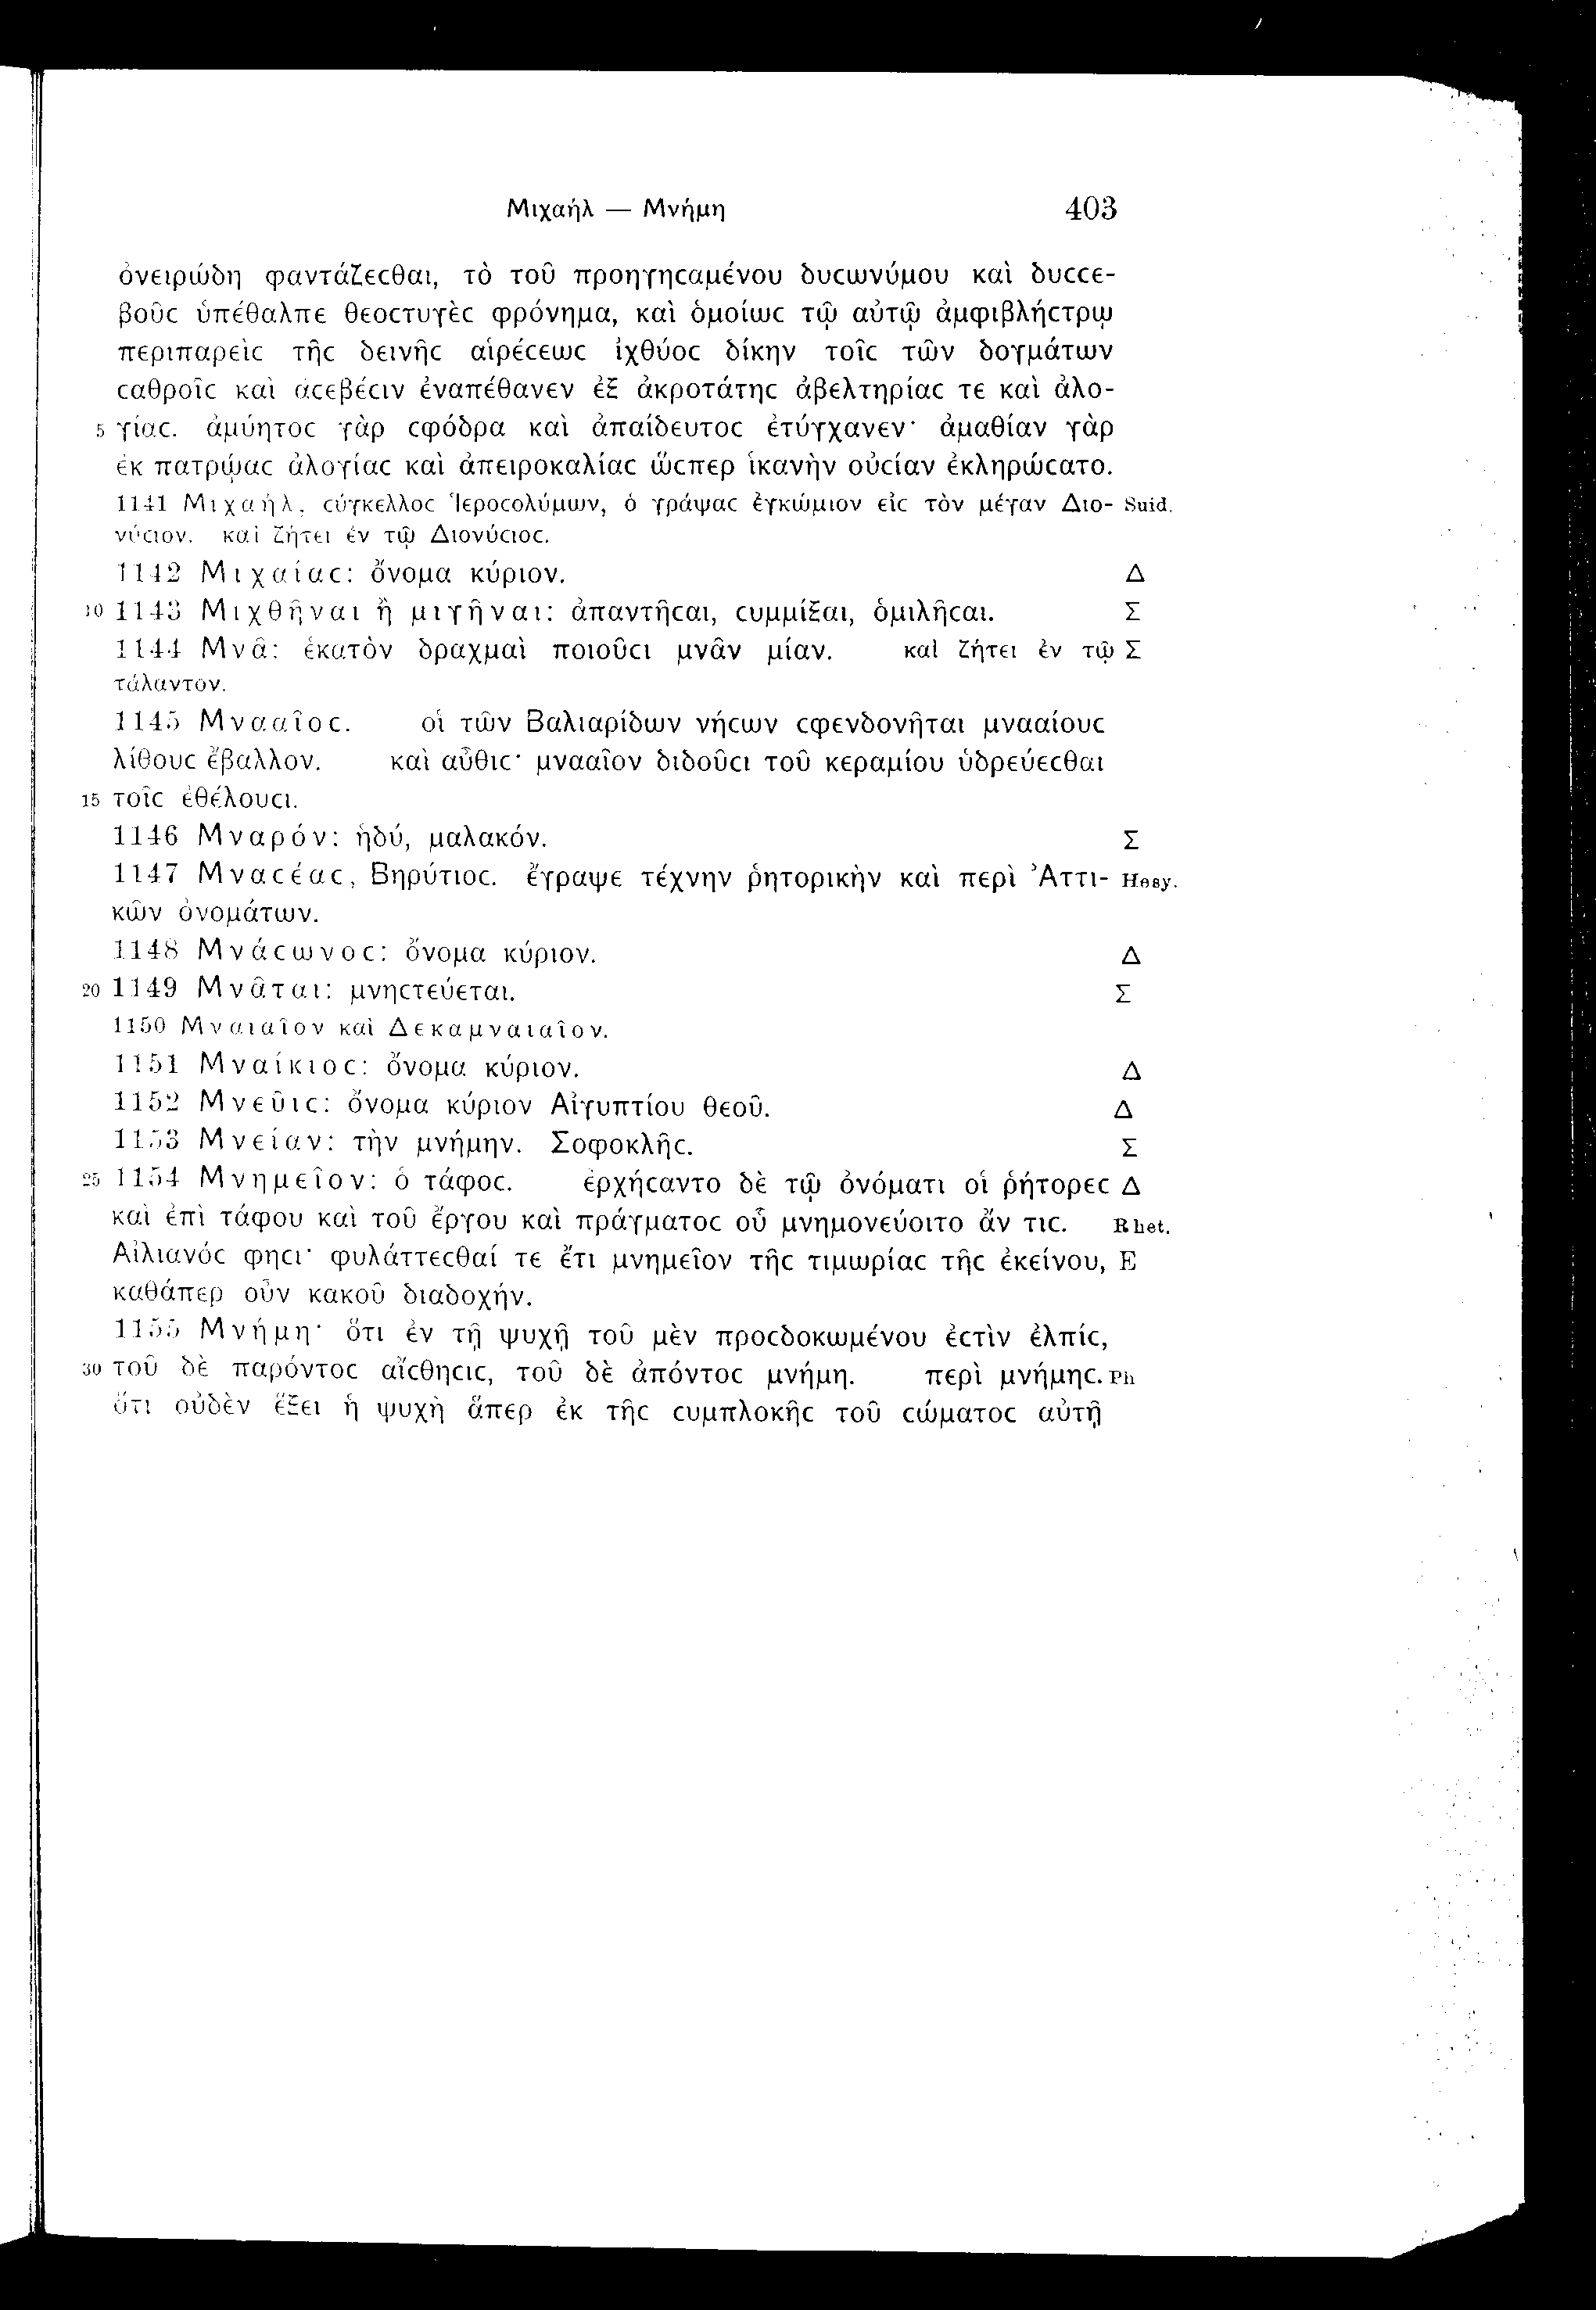 Μιχαήλ — Μνήμη 403
ὀνειρώδη φαντάζεϲθαι, τὸ τοῦ προηγηϲαμένου δυϲωνύμου καὶ δυϲϲε-
βοῦϲ ὑπέθαλπε θεοϲτυγὲϲ φρόνημα, καὶ ὁμοίωϲ τῷ αὐτῷ ἀμφιβλήϲτρῳ
περιπαρεὶϲ τῆϲ δεινῆϲ αἱρέϲεωϲ ἰχθύοϲ δίκην τοῖϲ τῶν δογμάτων
ϲαθροῖϲ καὶ ἀϲεβέϲιν ἐναπέθανεν ἐξ ἀκροτάτηϲ ἀβελτηρίαϲ τε καὶ ἀλο-
5 γίαϲ. ἀμύητοϲ γὰρ ϲφόδρα καὶ ἀπαίδευτοϲ ἐτύγχανεν· ἀμαθίαν γὰρ
ἐκ πατρῴαϲ ἀλογίαϲ καὶ ἀπειροκαλίαϲ ὥϲπερ ἱκανὴν οὐϲίαν ἐκληρώϲατο.
1141 Μιχαήλ, ϲύγκελλοϲ Ἱεροϲολύμων, ὁ γράψαϲ ἐγκώμιον εἰϲ τὸν μέγαν Διο- Suid.
νύϲιον. καὶ ζήτει ἐν τῷ Διονύϲιοϲ.
1142 Μιχαίαϲ: ὄνομα κύριον. Δ
10 1143 Μιχθῆναι ἢ μιγῆναι: ἀπαντῆϲαι, ϲυμμίξαι, ὁμιλῆϲαι. Σ
1144 Μνᾶ: ἑκατὸν δραχμαὶ ποιοῦϲι μνᾶν μίαν. καὶ ζήτει ἐν τῷ Σ
τάλαντον.
1145 Μνααῖοϲ. οἱ τῶν Βαλιαρίδων νήϲων ϲφενδονῆται μνααίουϲ
λίθουϲ ἔβαλλον. καὶ αὖθιϲ· μνααῖον διδοῦϲι τοῦ κεραμίου ὑδρεύεϲθαι
15 τοῖϲ ἐθέλουϲι.
1146 Μναρόν: ἡδύ, μαλακόν. Σ
1147 Μναϲέαϲ, Βηρύτιοϲ. ἔγραψε τέχνην ῥητορικὴν καὶ περὶ Ἀττι- Hesy.
κῶν ὀνομάτων.
1148 Μνάϲωνοϲ: ὄνομα κύριον. Δ
20 1149 Μνᾶται: μνηϲτεύεται. Σ
1150 Μναιαῖον καὶ Δεκαμναιαῖον.
1151 Μναίκιοϲ: ὄνομα κύριον. Δ
1152 Μνεῦιϲ: ὄνομα κύριον Αἰγυπτίου θεοῦ. Δ
1153 Μνείαν: τὴν μνήμην. Σοφοκλῆϲ. Σ
25 1154 Μνημεῖον: ὁ τάφοϲ. ἐρχήϲαντο δὲ τῷ ὀνόματι οἱ ῥήτορεϲ Δ
καὶ ἐπὶ τάφου καὶ τοῦ ἔργου καὶ πράγματοϲ οὗ μνημονεύοιτο ἄν τιϲ. Rhet.
Αἰλιανόϲ φηϲι· φυλάττεϲθαί τε ἔτι μνημεῖον τῆϲ τιμωρίαϲ τῆϲ ἐκείνου, E
καθάπερ οὖν κακοῦ διαδοχήν.
1155 Μνήμη· ὅτι ἐν τῇ ψυχῇ τοῦ μὲν προϲδοκωμένου ἐϲτὶν ἐλπίϲ,
30 τοῦ δὲ παρόντοϲ αἴϲθηϲιϲ, τοῦ δὲ ἀπόντοϲ μνήμη. περὶ μνήμηϲ. Ph
ὅτι οὐδὲν ἕξει ἡ ψυχὴ ἅπερ ἐκ τῆϲ ϲυμπλοκῆϲ τοῦ ϲώματοϲ αὐτῇ